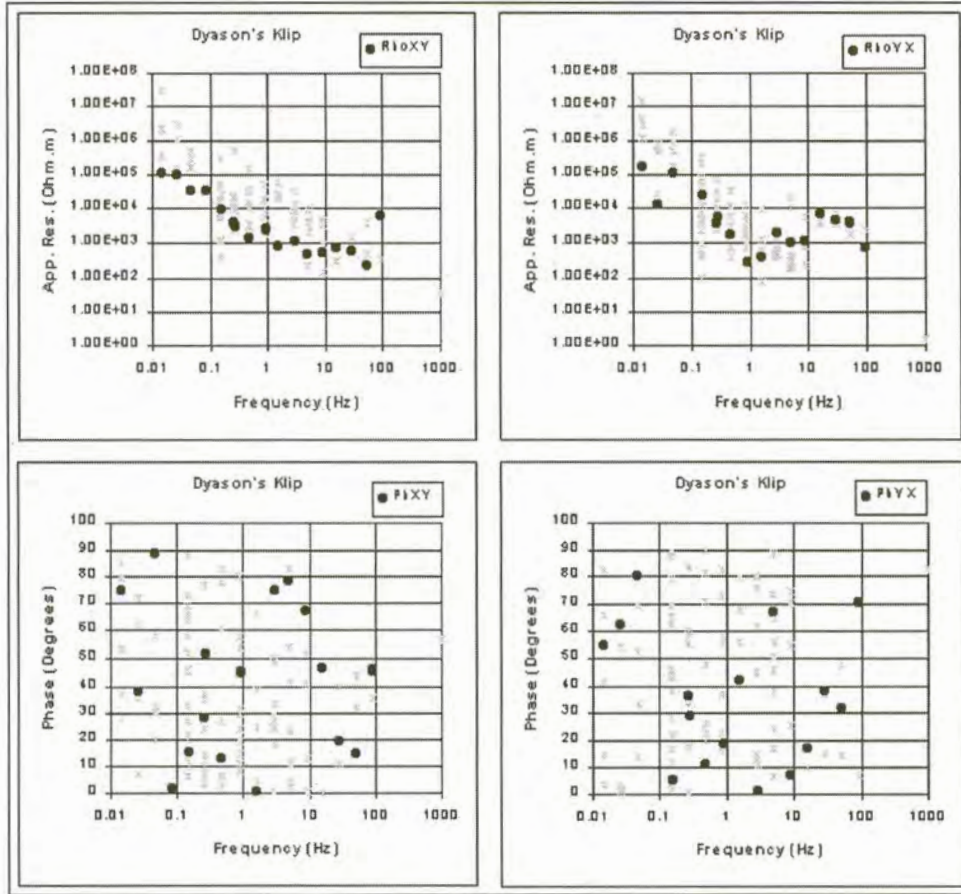 Dyason's Klip
RhoXY
1.00E+08
1.00E+07
1.00E+06
1.00E+05
1.00E+04
1.00E+03
1.00E+02
1.00E+01
1.00E+00
App. Res. (Ohm.m)
0.01 0.1 1 10 100 1000
Frequency (Hz)
Dyason's Klip
RhoYX
1.00E+08
1.00E+07
1.00E+06
1.00E+05
1.00E+04
1.00E+03
1.00E+02
1.00E+01
1.00E+00
App. Res. (Ohm.m)
0.01 0.1 1 10 100 1000
Frequency (Hz)
Dyason's Klip
PhXY
100
90
80
70
60
50
40
30
20
10
0
Phase (Degrees)
0.01 0.1 1 10 100 1000
Frequency (Hz)
Dyason's Klip
PhYX
100
90
80
70
60
50
40
30
20
10
0
Phase (Degrees)
0.01 0.1 1 10 100 1000
Frequency (Hz)